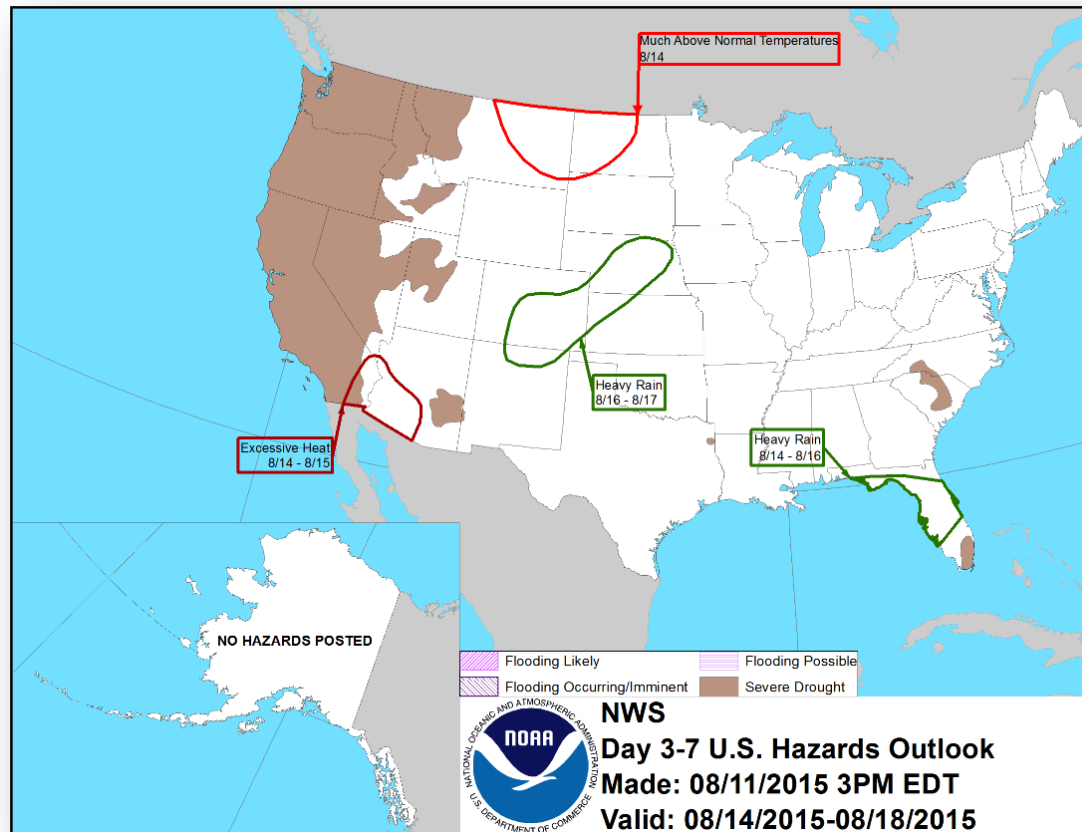 Much Above Normal Temperatures
8/14
Heavy Rain
8/16 - 8/17
Excessive Heat
8/14 - 8/15
Heavy Rain
8/14 - 8/16
NO HAZARDS POSTED
Flooding Likely
Flooding Possible
Flooding Occurring/Imminent
Severe Drought
NATIONAL OCEANIC AND ATMOSPHERIC ADMINISTRATION
NOAA
U.S. DEPARTMENT OF COMMERCE
NWS
Day 3-7 U.S. Hazards Outlook
Made: 08/11/2015 3PM EDT
Valid: 08/14/2015-08/18/2015